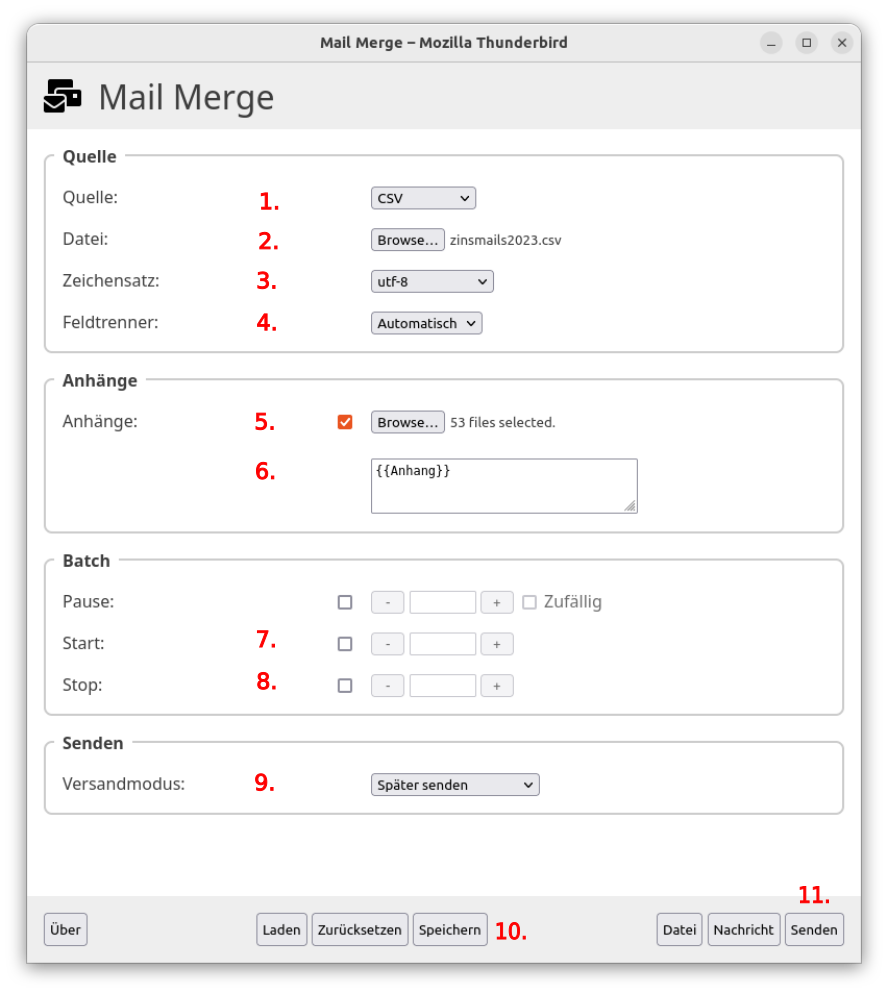 Mail Merge – Mozilla Thunderbird
Mail Merge
Quelle
Quelle: 1. CSV
Datei: 2. Browse... zinsmails2023.csv
Zeichensatz: 3. utf-8
Feldtrenner: 4. Automatisch
Anhänge
Anhänge: 5. Browse... 53 files selected.
6. {{Anhang}}
Batch
Pause: - + Zufällig
Start: 7. - +
Stop: 8. - +
Senden
Versandmodus: 9. Später senden
11.
Über Laden Zurücksetzen Speichern 10. Datei Nachricht Senden